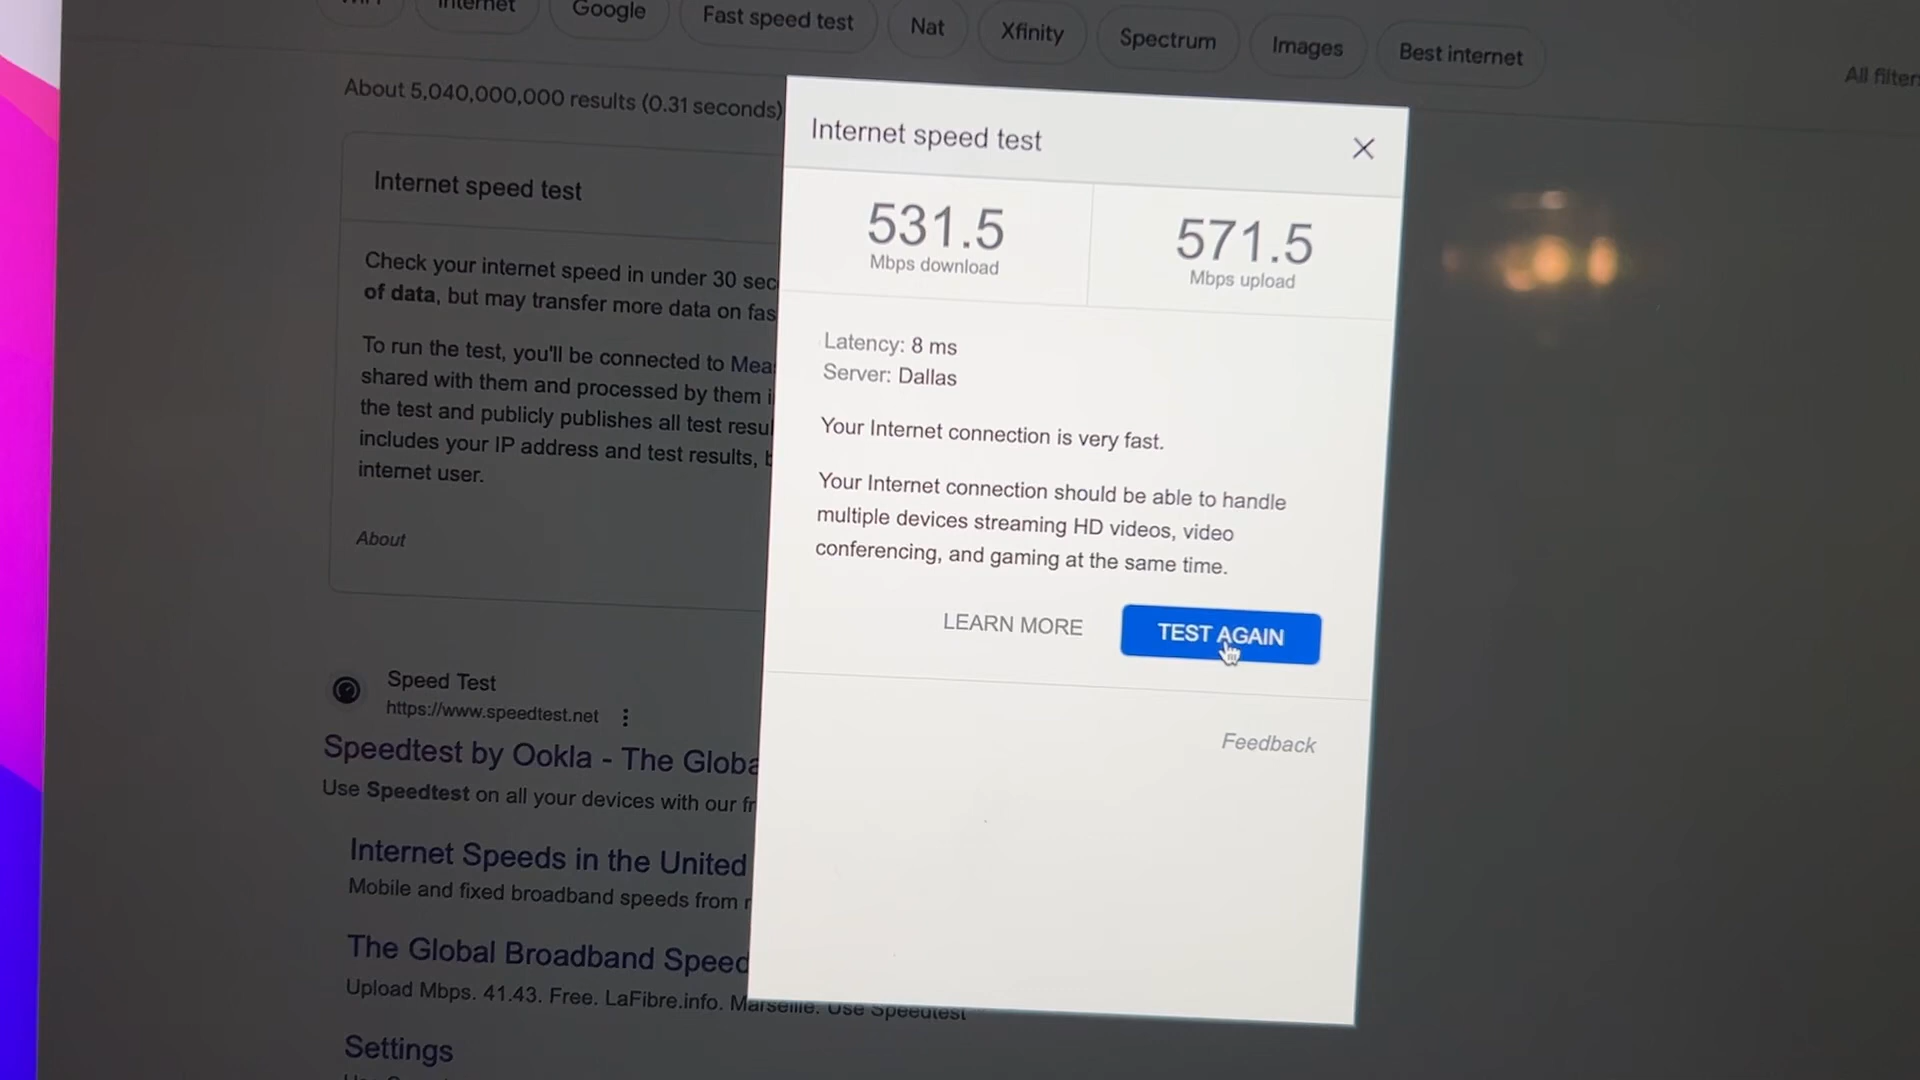 Internet
Google
Fast speed test
Nat
Xfinity
Spectrum
Images
Best internet
All
About 5,040,000,000 results (0.31 seconds)
Internet speed test
Check your internet speed in under 30
of data, but may transfer more data on
To run the test, you'll be connected to
shared with them and processed by them
the test and publicly publishes all test
includes your IP address and test results,
internet user.
About
Internet speed test
531.5
Mbps download
571.5
Mbps upload
Latency: 8 ms
Server: Dallas
Your Internet connection is very fast.
Your Internet connection should be able to handle
multiple devices streaming HD videos, video
conferencing, and gaming at the same time.
LEARN MORE
TEST AGAIN
Feedback
Speed Test
https://www.speedtest.net
Speedtest by Ookla - The
Use Speedtest on all your devices with our
Internet Speeds in the United
Mobile and fixed broadband speeds from
The Global Broadband
Upload Mbps. 41.43. Free. LaFibre.info. Marseille. Use Speedtest
Settings